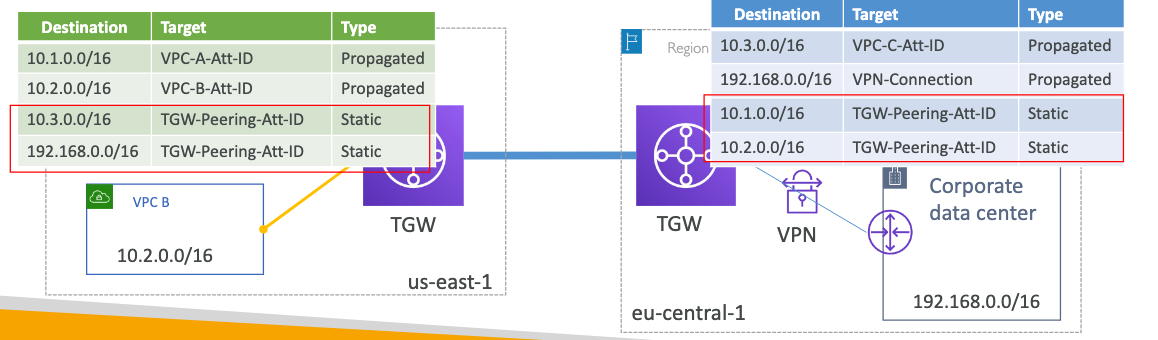 Destination Target Type
10.1.0.0/16 VPC-A-Att-ID Propagated
10.2.0.0/16 VPC-B-Att-ID Propagated
10.3.0.0/16 TGW-Peering-Att-ID Static
192.168.0.0/16 TGW-Peering-Att-ID Static
VPC B
10.2.0.0/16
TGW
us-east-1
Region
Destination Target Type
10.3.0.0/16 VPC-C-Att-ID Propagated
192.168.0.0/16 VPN-Connection Propagated
10.1.0.0/16 TGW-Peering-Att-ID Static
10.2.0.0/16 TGW-Peering-Att-ID Static
TGW
VPN
Corporate
data center
192.168.0.0/16
eu-central-1